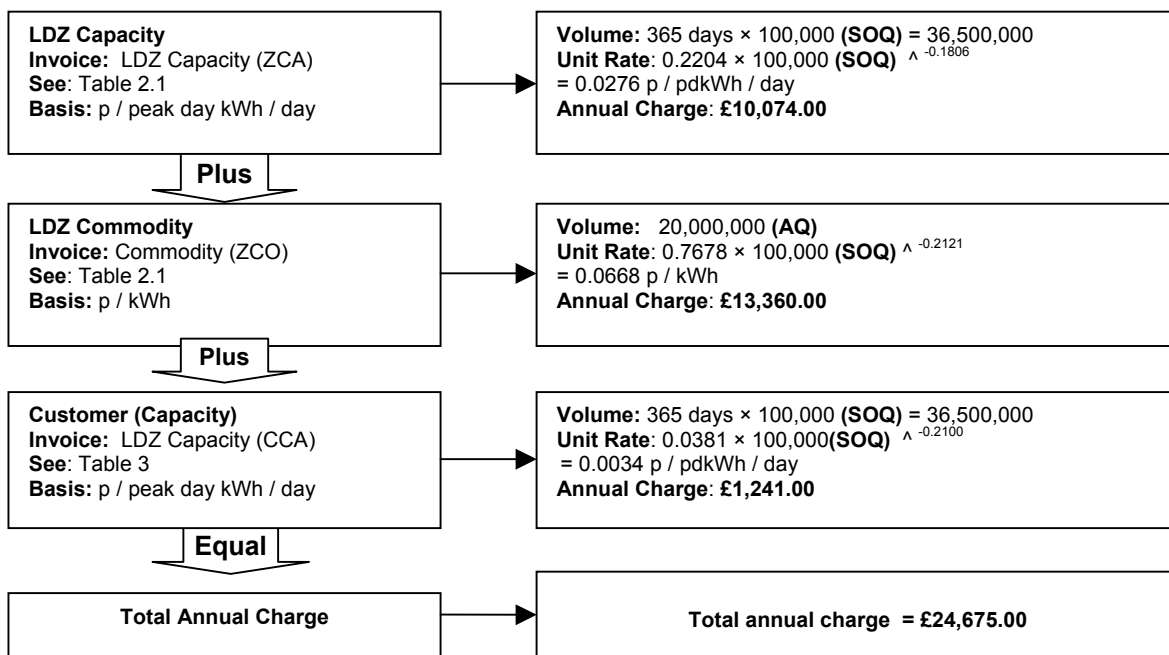 LDZ Capacity
Invoice: LDZ Capacity (ZCA)
See: Table 2.1
Basis: p / peak day kWh / day
Volume: 365 days × 100,000 (SOQ) = 36,500,000
Unit Rate: 0.2204 × 100,000 (SOQ) ^ -0.1806
= 0.0276 p / pdkWh / day
Annual Charge: £10,074.00
Plus
LDZ Commodity
Invoice: Commodity (ZCO)
See: Table 2.1
Basis: p / kWh
Volume: 20,000,000 (AQ)
Unit Rate: 0.7678 × 100,000 (SOQ) ^ -0.2121
= 0.0668 p / kWh
Annual Charge: £13,360.00
Plus
Customer (Capacity)
Invoice: LDZ Capacity (CCA)
See: Table 3
Basis: p / peak day kWh / day
Volume: 365 days × 100,000 (SOQ) = 36,500,000
Unit Rate: 0.0381 × 100,000(SOQ) ^ -0.2100
= 0.0034 p / pdkWh / day
Annual Charge: £1,241.00
Equal
Total Annual Charge
Total annual charge = £24,675.00